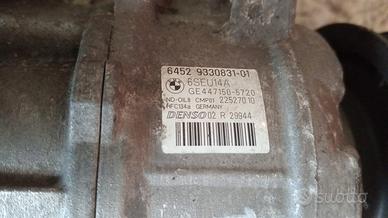 6452 9330831-01
6SEU14A
GE447150-5720
ND-OIL8 CMP01 22527010
HFC134a GERMANY
DENSO 02 R 29944
subito